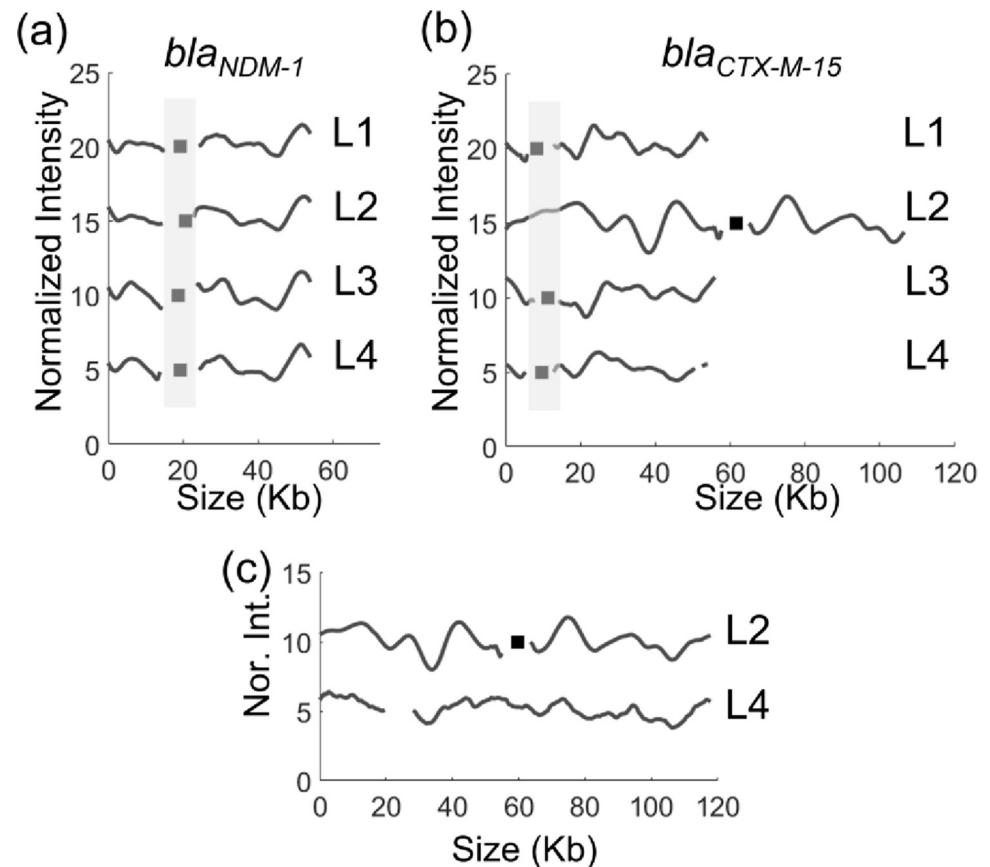 (a)
bla_NDM-1
Normalized Intensity
25
20
15
10
5
0
L1
L2
L3
L4
0 20 40 60
Size (Kb)
(b)
bla_CTX-M-15
Normalized Intensity
25
20
15
10
5
0
L1
L2
L3
L4
0 20 40 60 80 100 120
Size (Kb)
(c)
Nor. Int.
15
10
5
0
L2
L4
0 20 40 60 80 100 120
Size (Kb)